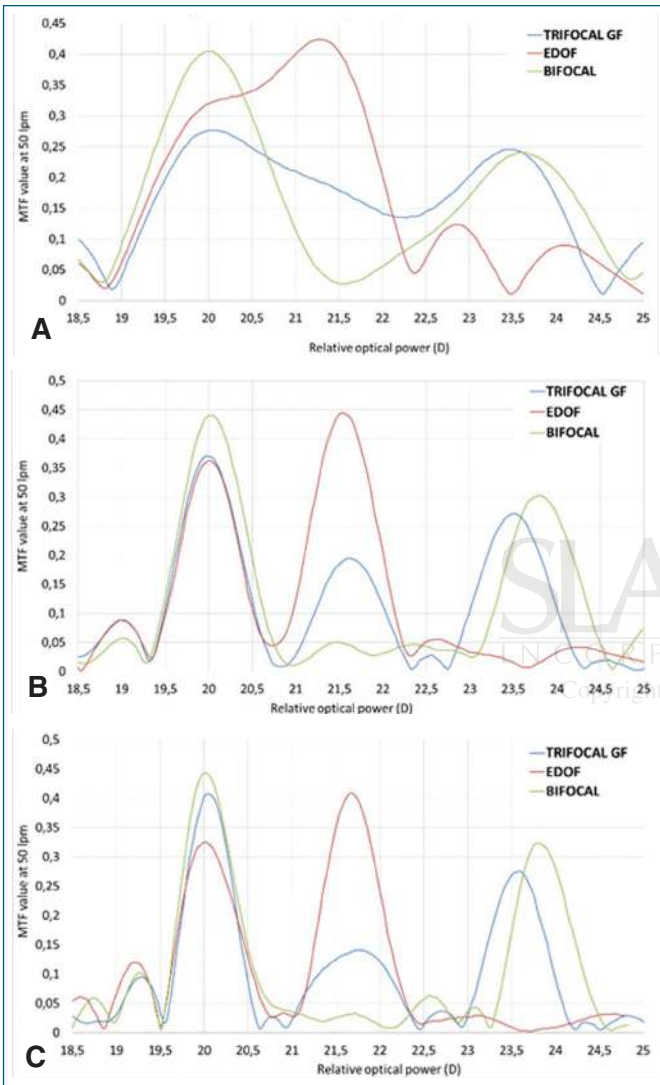 0,45
0,4
0,35
0,3
0,25
0,2
0,15
0,1
0,05
0
MTF value at 50 lpm
TRIFOCAL GF
EDOF
BIFOCAL
18,5 19 19,5 20 20,5 21 21,5 22 22,5 23 23,5 24 24,5 25
Relative optical power (D)
A
0,5
0,45
0,4
0,35
0,3
0,25
0,2
0,15
0,1
0,05
0
MTF value at 50 lpm
TRIFOCAL GF
EDOF
BIFOCAL
18,5 19 19,5 20 20,5 21 21,5 22 22,5 23 23,5 24 24,5 25
Relative optical power (D)
B
SLA
INCORP
Copyright
0,5
0,45
0,4
0,35
0,3
0,25
0,2
0,15
0,1
0,05
0
MTF value at 50 lpm
TRIFOCAL GF
EDOF
BIFOCAL
18,5 19 19,5 20 20,5 21 21,5 22 22,5 23 23,5 24 24,5 25
Relative optical power (D)
C